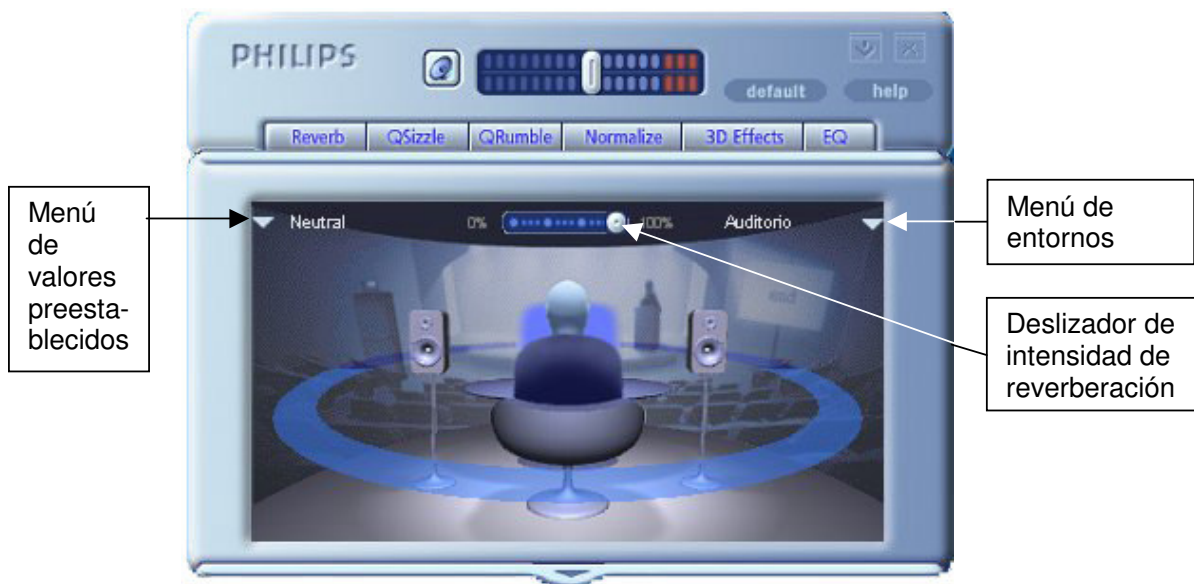 PHILIPS
default
help
Reverb QSizzle QRumble Normalize 3D Effects EQ
Menú
de
valores
preesta-
blecidos
Neutral 0% 100% Auditorio
Menú de
entornos
end
Deslizador de
intensidad de
reverberación